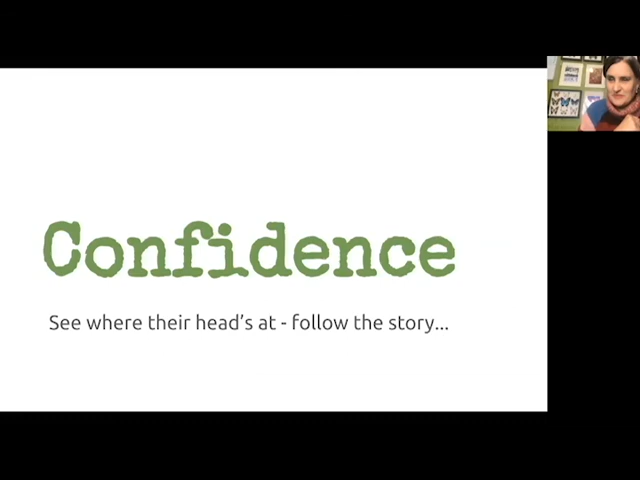 Confidence
See where their head's at - follow the story...